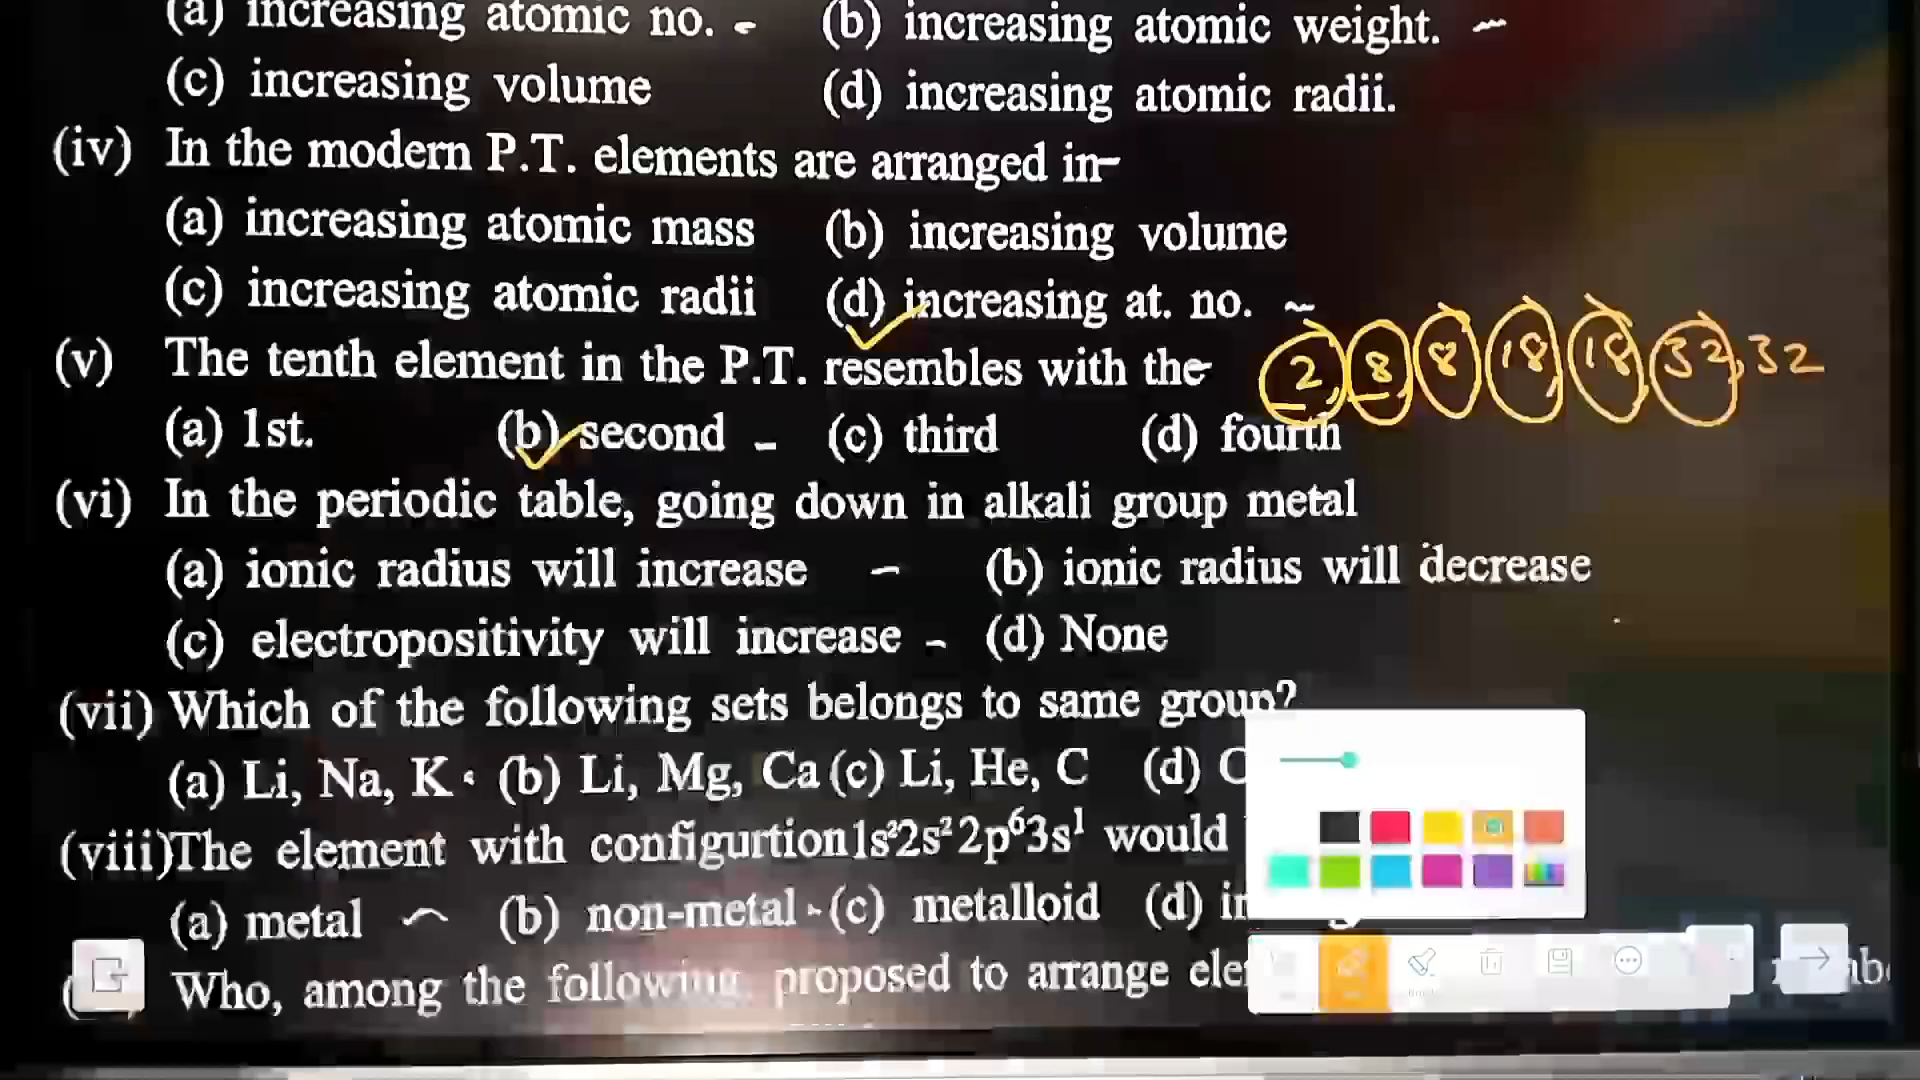 (a) increasing atomic no. (b) increasing atomic weight.
(c) increasing volume (d) increasing atomic radii.
(iv) In the modern P.T. elements are arranged in-
(a) increasing atomic mass (b) increasing volume
(c) increasing atomic radii (d) increasing at. no.
(v) The tenth element in the P.T. resembles with the- 2, 8, 8 18, 18, 32, 32
(a) 1st. (b) second (c) third (d) fourth
(vi) In the periodic table, going down in alkali group metal
(a) ionic radius will increase (b) ionic radius will decrease
(c) electropositivity will increase (d) None
(vii) Which of the following sets belongs to same group?
(a) Li, Na, K (b) Li, Mg, Ca (c) Li, He, C (d)
(viii) The element with configurtion 1s²2s²2p⁶3s¹ would
(a) metal (b) non-metal (c) metalloid (d)
Who, among the following, proposed to arrange